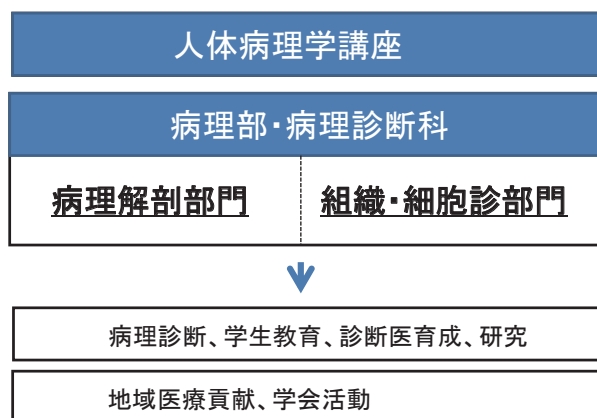 人体病理学講座
病理部・病理診断科
病理解剖部門
組織・細胞診部門
病理診断、学生教育、診断医育成、研究
地域医療貢献、学会活動